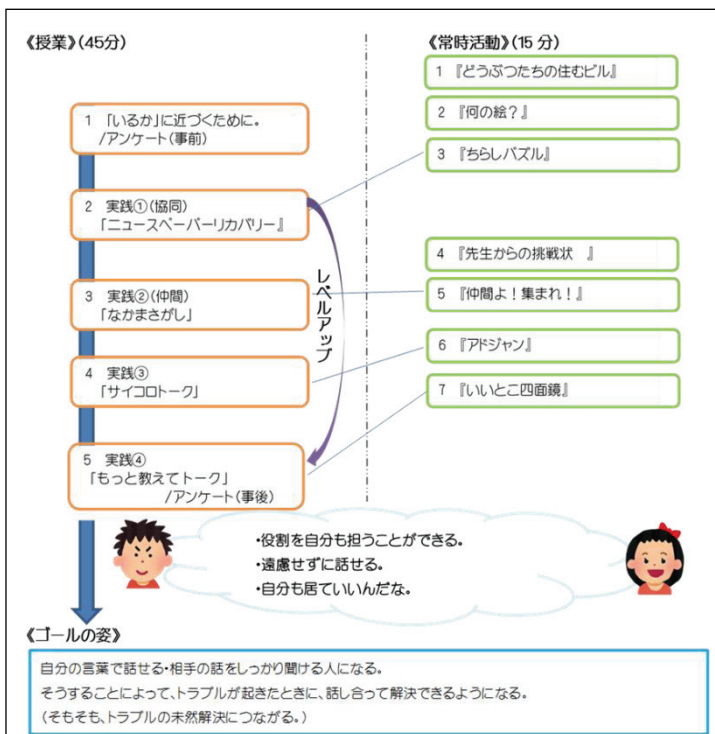 《授業》(45分)
1 「いるか」に近づくために。
/アンケート(事前)
2 実践①(協同)
「ニュースペーパーリカバリー』
3 実践②(仲間)
「なかまさがし」
4 実践③
「サイコロトーク」
5 実践④
「もっと教えてトーク」
/アンケート(事後)
レベルアップ
《常時活動》(15分)
1 『どうぶつたちの住むビル』
2 『何の絵?』
3 『ちらしパズル』
4 『先生からの挑戦状 』
5 『仲間よ!集まれ!』
6 『アドジャン』
7 『いいとこ四面鏡』
・役割を自分も担うことができる。
・遠慮せずに話せる。
・自分も居ていいんだな。
《ゴールの姿》
自分の言葉で話せる・相手の話をしっかり聞ける人になる。
そうすることによって、トラブルが起きたときに、話し合って解決できるようになる。
(そもそも、トラブルの未然解決につながる。)